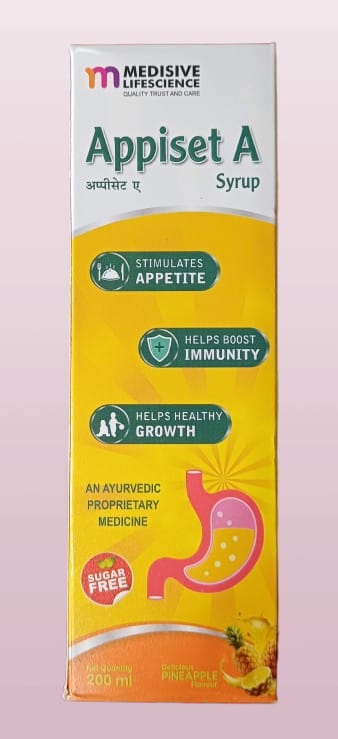 m MEDISIVE
LIFESCIENCE
QUALITY TRUST AND CARE
Appiset A
अप्पीसेट ए
Syrup
STIMULATES
APPETITE
HELPS BOOST
IMMUNITY
HELPS HEALTHY
GROWTH
AN AYURVEDIC
PROPRIETARY
MEDICINE
SUGAR
FREE
Net Quantity
200 ml
Delicious
PINEAPPLE
Flavour